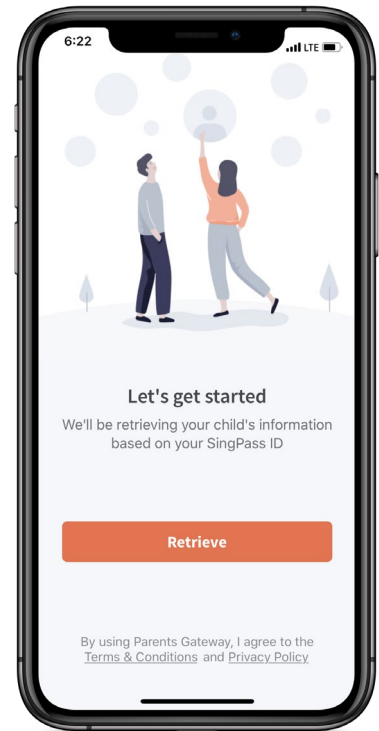 6:22
LTE
Let's get started
We'll be retrieving your child's information
based on your SingPass ID
Retrieve
By using Parents Gateway, I agree to the
Terms & Conditions and Privacy Policy